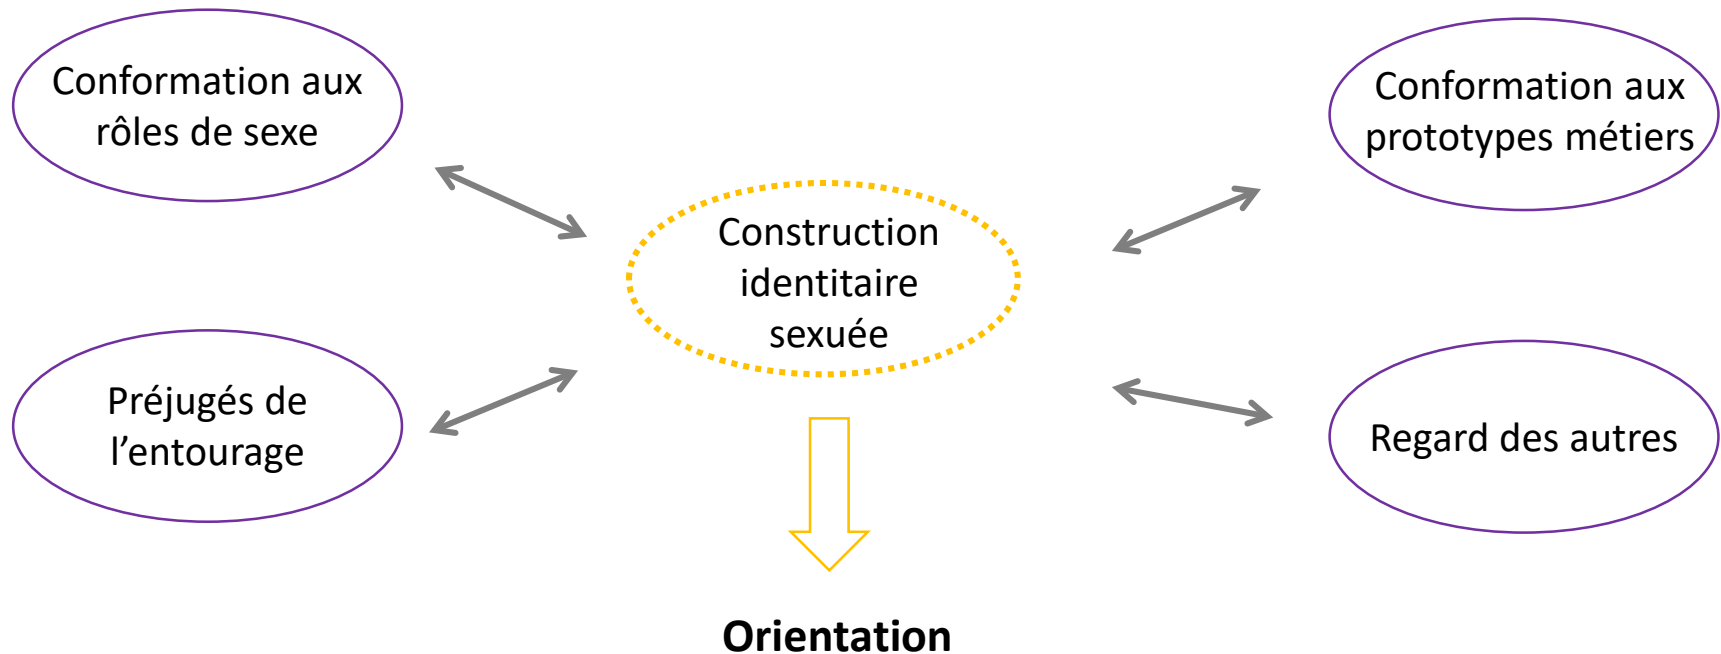 Conformation aux
rôles de sexe
Conformation aux
prototypes métiers
Construction
identitaire
sexuée
Préjugés de
l’entourage
Regard des autres
Orientation